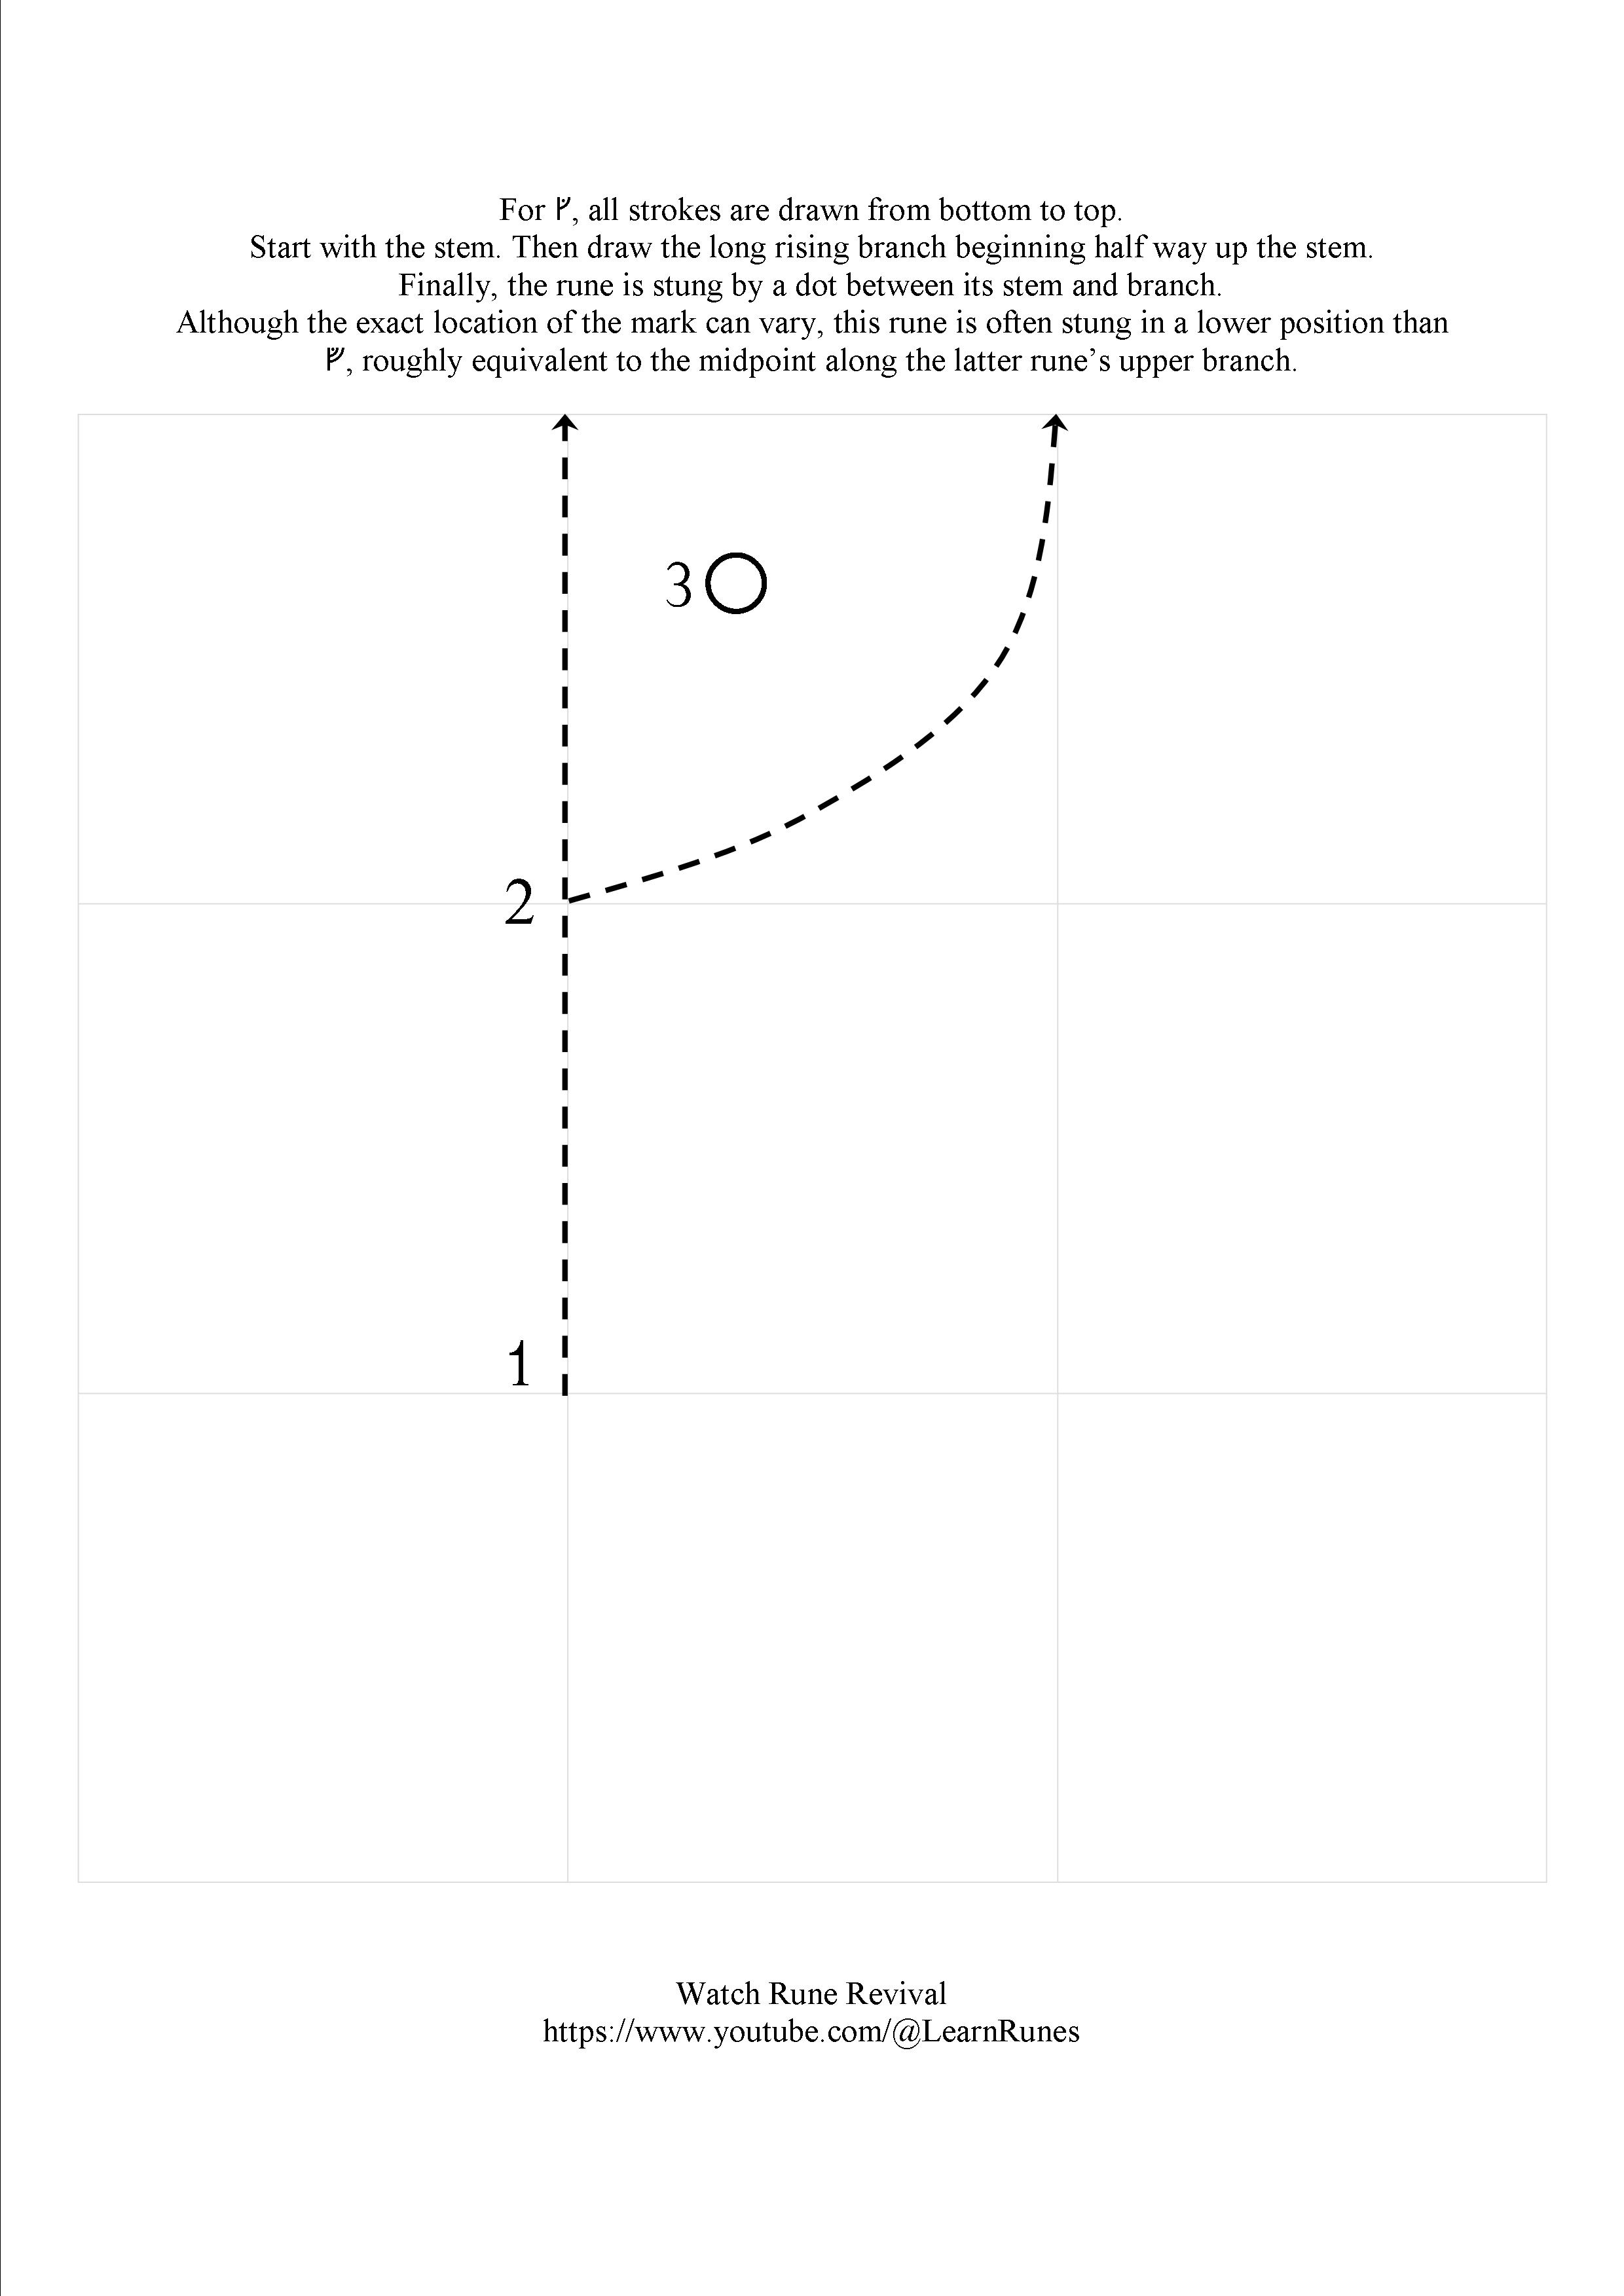 For ᚵ, all strokes are drawn from bottom to top.
Start with the stem. Then draw the long rising branch beginning half way up the stem.
Finally, the rune is stung by a dot between its stem and branch.
Although the exact location of the mark can vary, this rune is often stung in a lower position than
ᚡ, roughly equivalent to the midpoint along the latter rune’s upper branch.
3
2
1
Watch Rune Revival
https://www.youtube.com/@LearnRunes